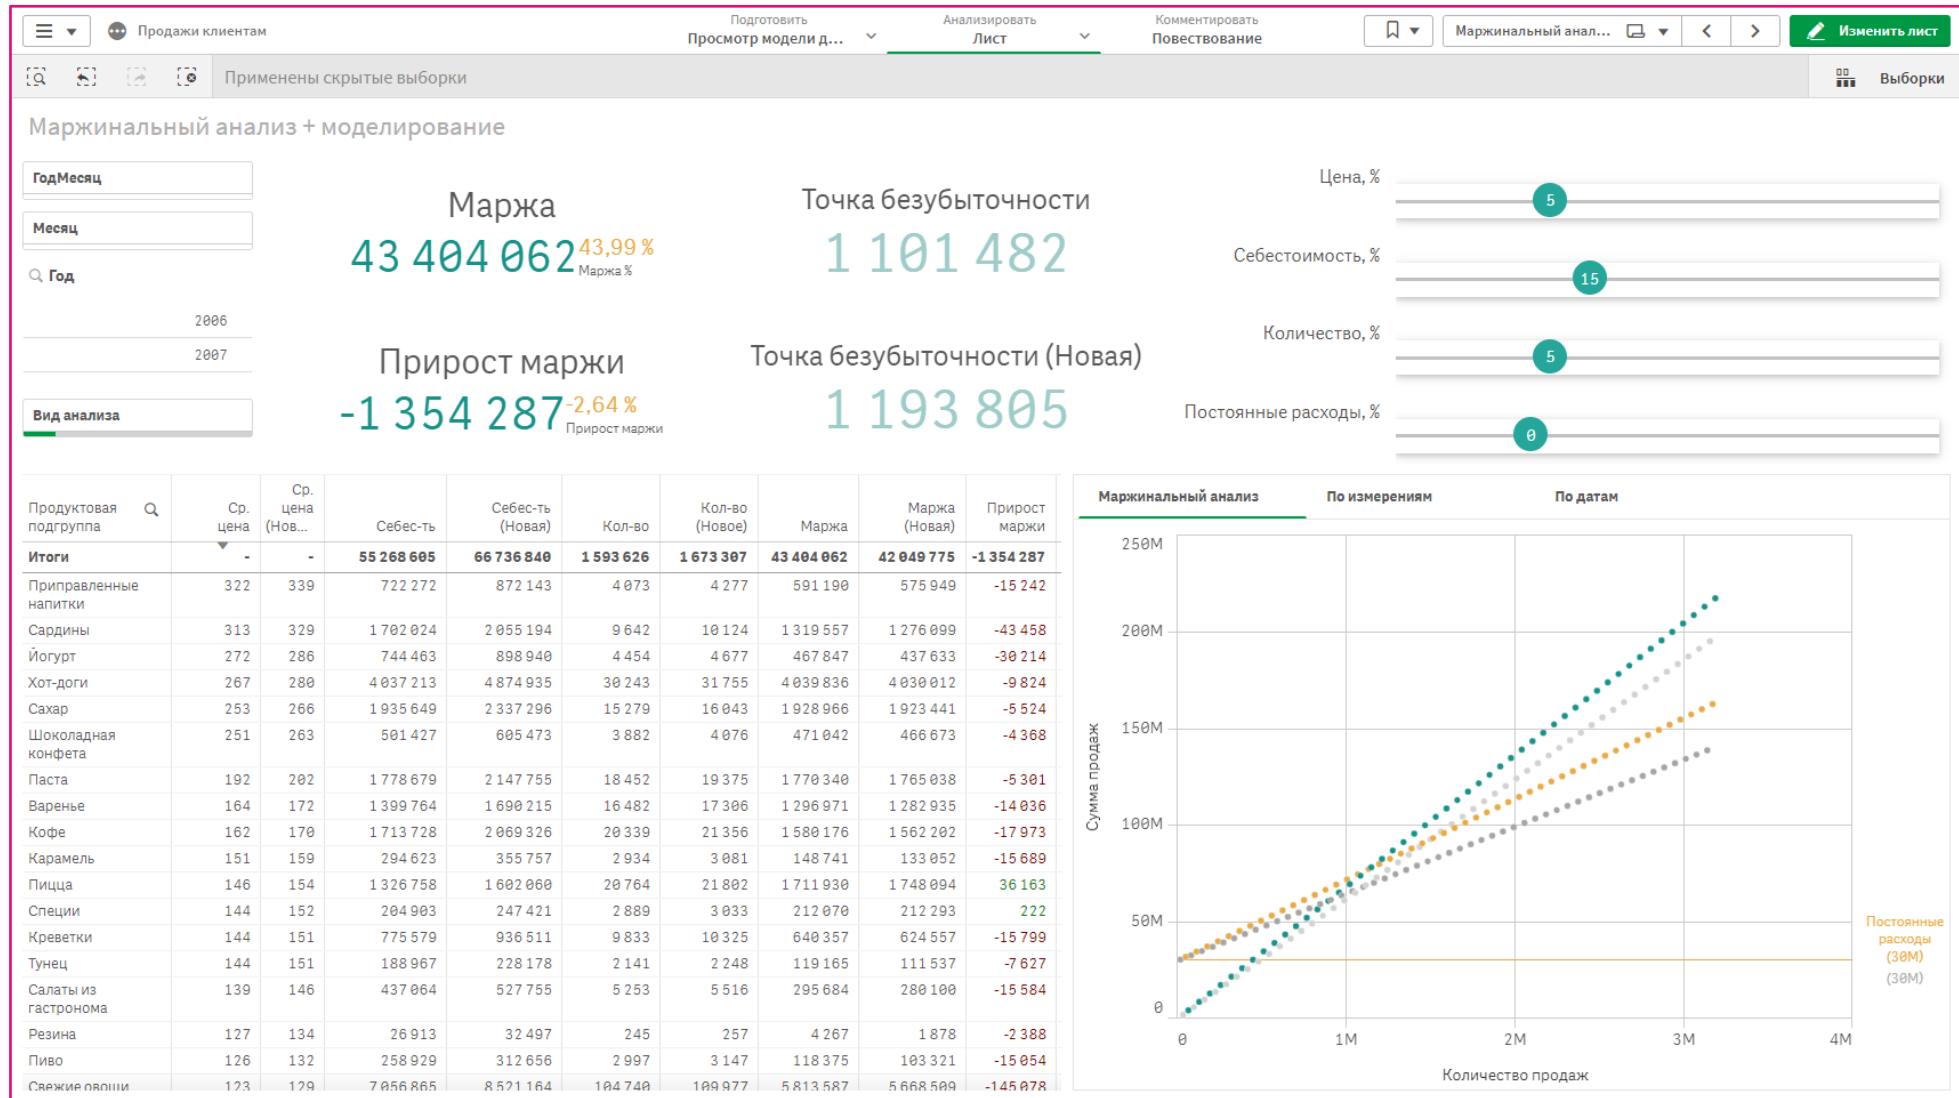 Продажи клиентам
Подготовить
Просмотр модели д...
Анализировать
Лист
Комментировать
Повествование
Маржинальный анал...
Изменить лист
Применены скрытые выборки
Выборки
Маржинальный анализ + моделирование
ГодМесяц
Месяц
Год
2006
2007
Вид анализа
Маржа
43 404 062 43,99 %
Маржа %
Точка безубыточности
1 101 482
Прирост маржи
-1 354 287 -2,64 %
Прирост маржи
Точка безубыточности (Новая)
1 193 805
Цена, %
5
Себестоимость, %
15
Количество, %
5
Постоянные расходы, %
0
Продуктовая подгруппа Ср. цена Ср. цена (Нов... Себес-ть Себес-ть (Новая) Кол-во Кол-во (Новое) Маржа Маржа (Новая) Прирост маржи
Итоги - - 55 268 605 66 736 840 1 593 626 1 673 307 43 404 062 42 049 775 -1 354 287
Приправленные напитки 322 339 722 272 872 143 4 073 4 277 591 190 575 949 -15 242
Сардины 313 329 1 702 024 2 055 194 9 642 10 124 1 319 557 1 276 099 -43 458
Йогурт 272 286 744 463 898 940 4 454 4 677 467 847 437 633 -30 214
Хот-доги 267 280 4 037 213 4 874 935 30 243 31 755 4 039 836 4 030 012 -9 824
Сахар 253 266 1 935 649 2 337 296 15 279 16 043 1 928 966 1 923 441 -5 524
Шоколадная конфета 251 263 501 427 605 473 3 882 4 076 471 042 466 673 -4 368
Паста 192 202 1 778 679 2 147 755 18 452 19 375 1 770 340 1 765 038 -5 301
Варенье 164 172 1 399 764 1 690 215 16 482 17 306 1 296 971 1 282 935 -14 036
Кофе 162 170 1 713 728 2 069 326 20 339 21 356 1 580 176 1 562 202 -17 973
Карамель 151 159 294 623 355 757 2 934 3 081 148 741 133 052 -15 689
Пицца 146 154 1 326 758 1 602 060 20 764 21 802 1 711 930 1 748 094 36 163
Специи 144 152 204 903 247 421 2 889 3 033 212 070 212 293 222
Креветки 144 151 775 579 936 511 9 833 10 325 640 357 624 557 -15 799
Тунец 144 151 188 967 228 178 2 141 2 248 119 165 111 537 -7 627
Салаты из гастронома 139 146 437 064 527 755 5 253 5 516 295 684 280 100 -15 584
Резина 127 134 26 913 32 497 245 257 4 267 1 878 -2 388
Пиво 126 132 258 929 312 656 2 997 3 147 118 375 103 321 -15 054
Свежие овощи 123 129 7 056 865 8 521 164 104 740 109 977 5 813 587 5 668 509 -145 078
Маржинальный анализ
По измерениям
По датам
250M
200M
150M
100M
50M
0
Сумма продаж
0 1M 2M 3M 4M
Количество продаж
Постоянные
расходы
(30M)
(30M)